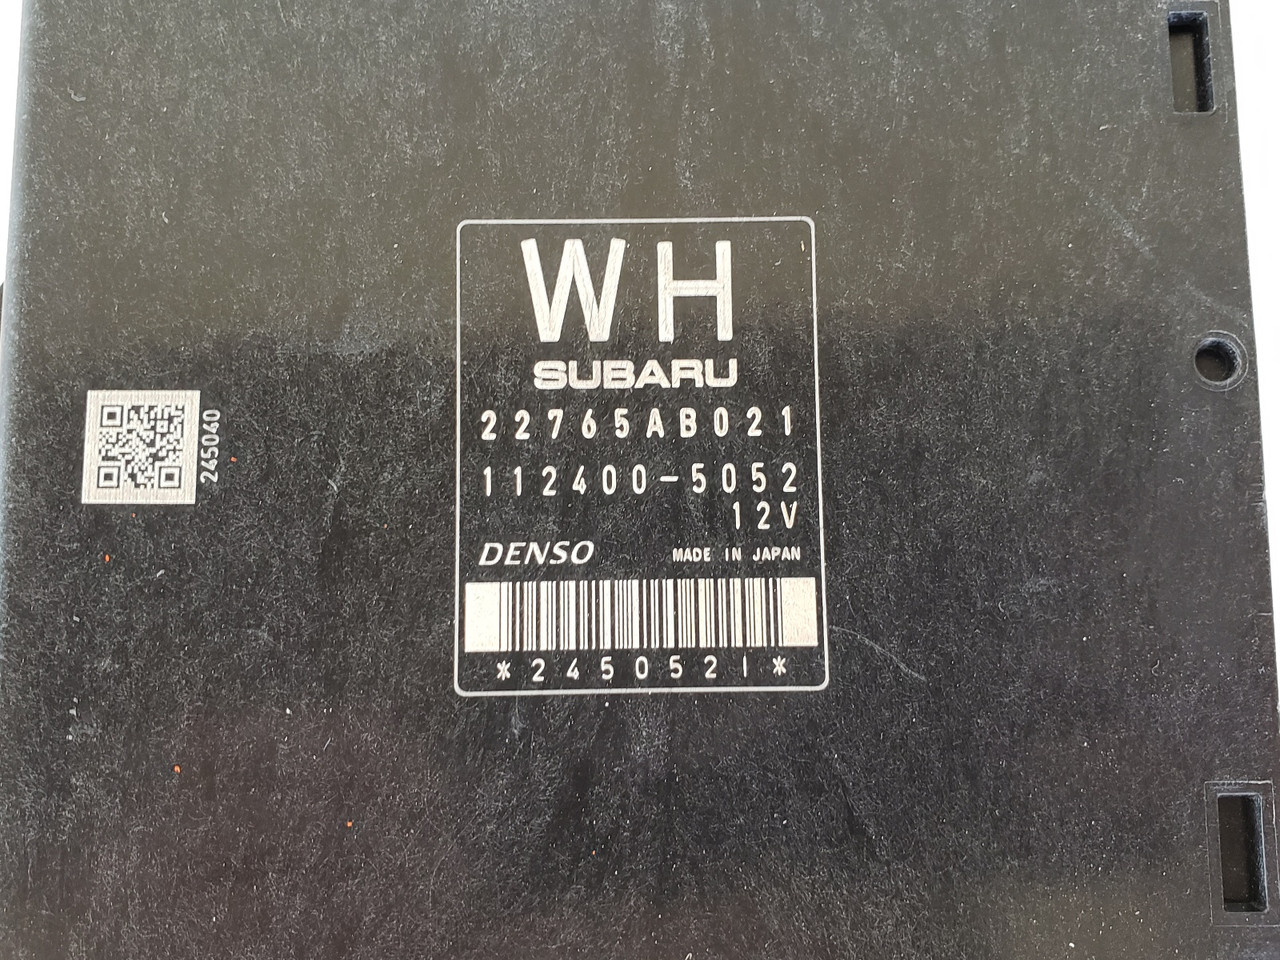 WH
SUBARU
22765AB021
112400-5052
12V
DENSO MADE IN JAPAN
*2450521*
245040